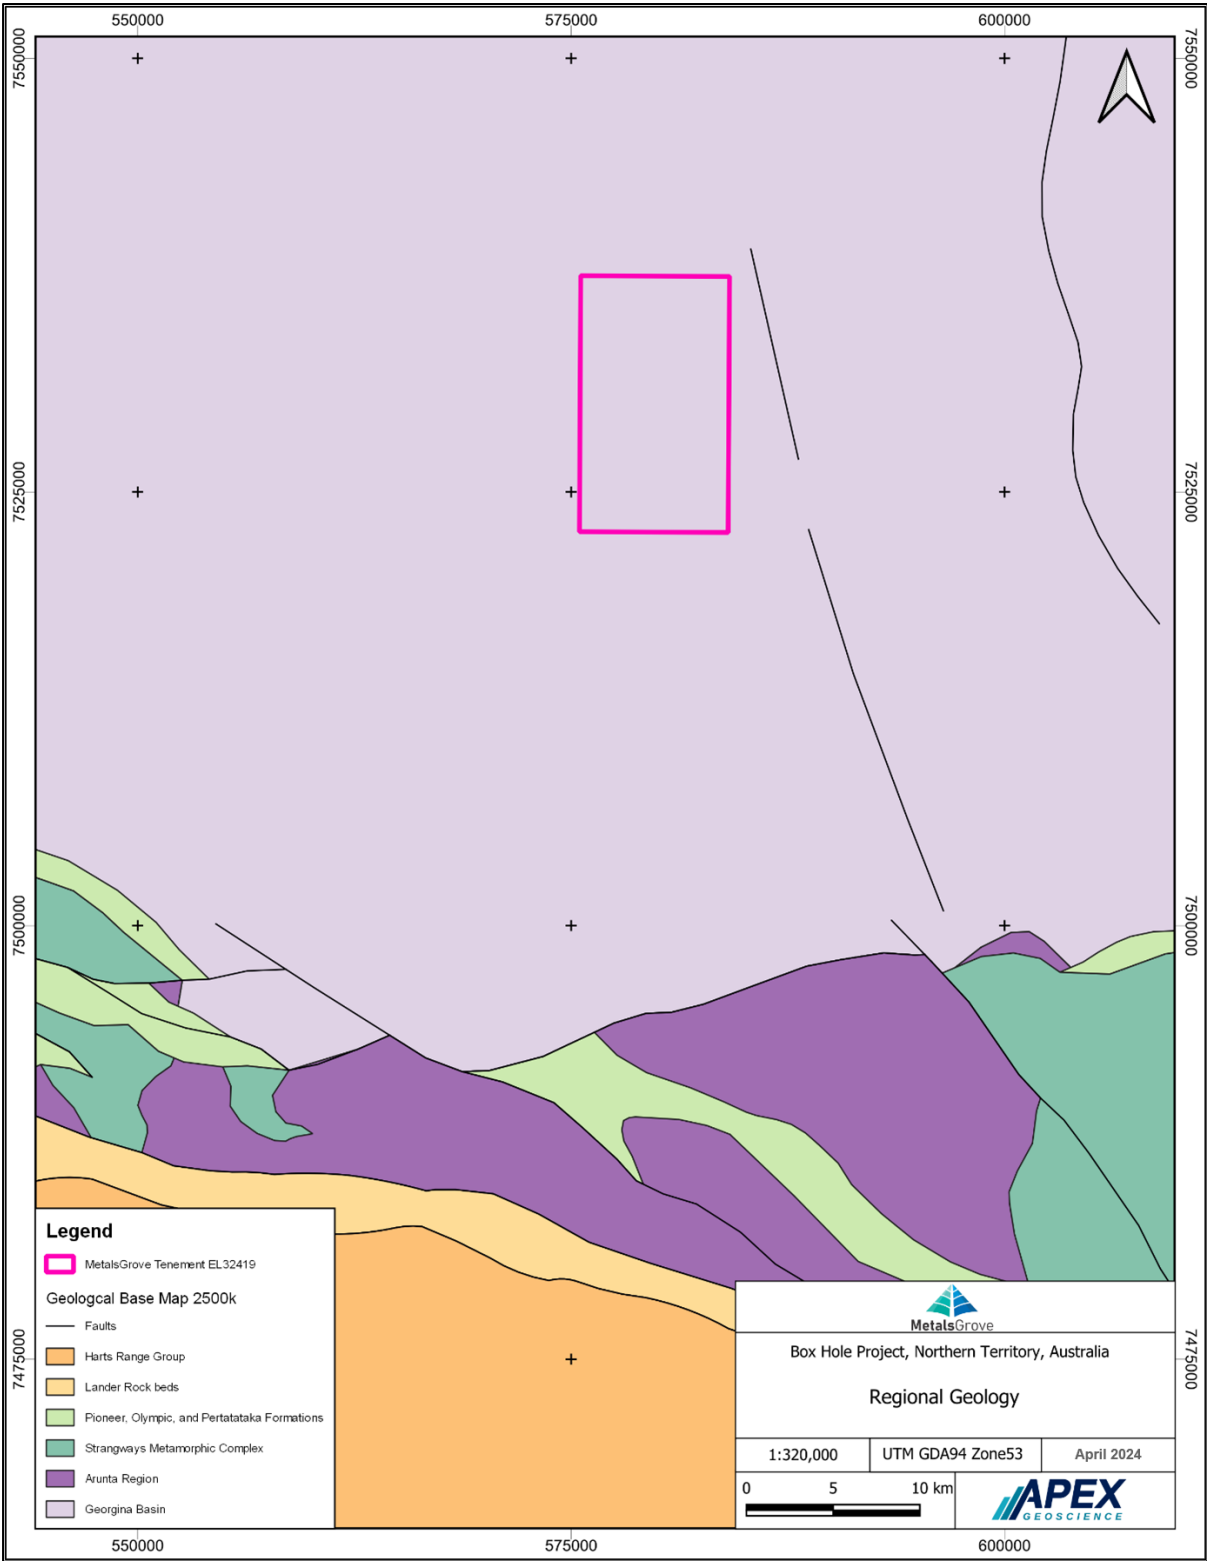 550000
575000
600000
7550000
7550000
7525000
7525000
7500000
7500000
7475000
7475000
Legend
MetalsGrove Tenement EL32419
Geologcal Base Map 2500k
Faults
Harts Range Group
Lander Rock beds
Pioneer, Olympic, and Pertatataka Formations
Strangways Metamorphic Complex
Arunta Region
Georgina Basin
MetalsGrove
Box Hole Project, Northern Territory, Australia
Regional Geology
1:320,000
UTM GDA94 Zone53
April 2024
0 5 10 km
APEX
GEOSCIENCE
550000
575000
600000